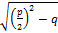 √((p/2)² − q)